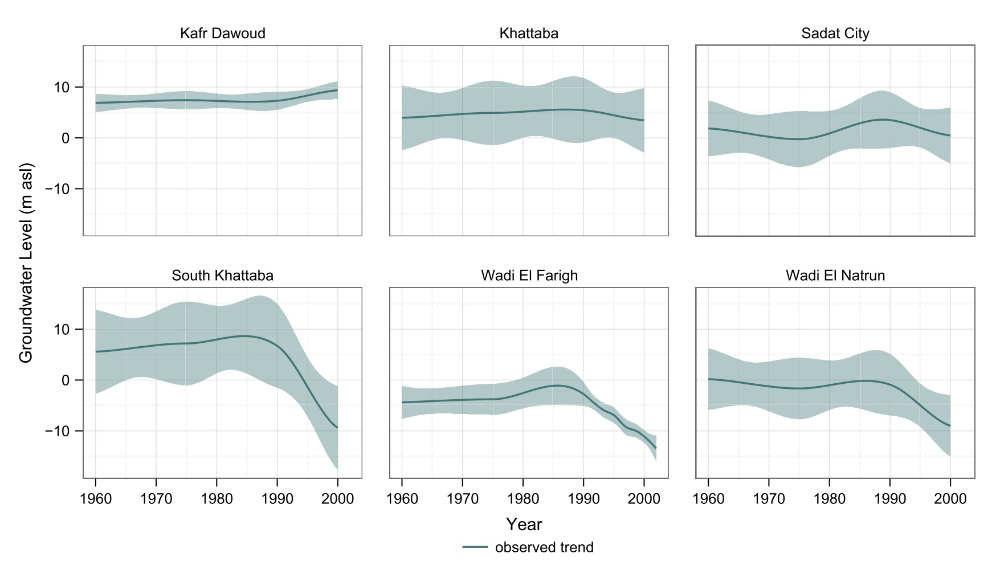 Kafr Dawoud
Khattaba
Sadat City
10
0
−10
Groundwater Level (m asl)
South Khattaba
Wadi El Farigh
Wadi El Natrun
10
0
−10
1960 1970 1980 1990 2000
1960 1970 1980 1990 2000
1960 1970 1980 1990 2000
Year
observed trend